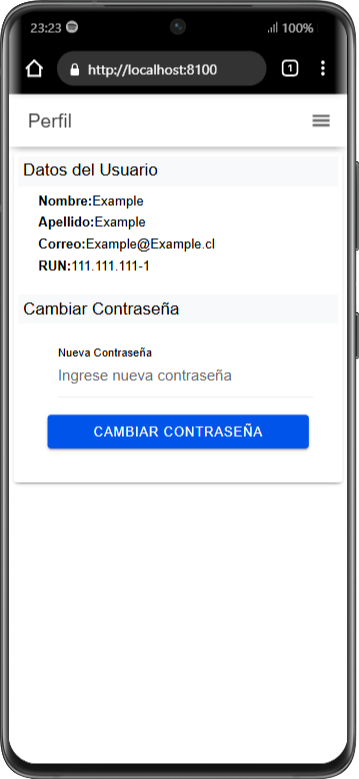 23:23 100%
http://localhost:8100 1
Perfil
Datos del Usuario
Nombre:Example
Apellido:Example
Correo:Example@Example.cl
RUN:111.111.111-1
Cambiar Contraseña
Nueva Contraseña
Ingrese nueva contraseña
CAMBIAR CONTRASEÑA